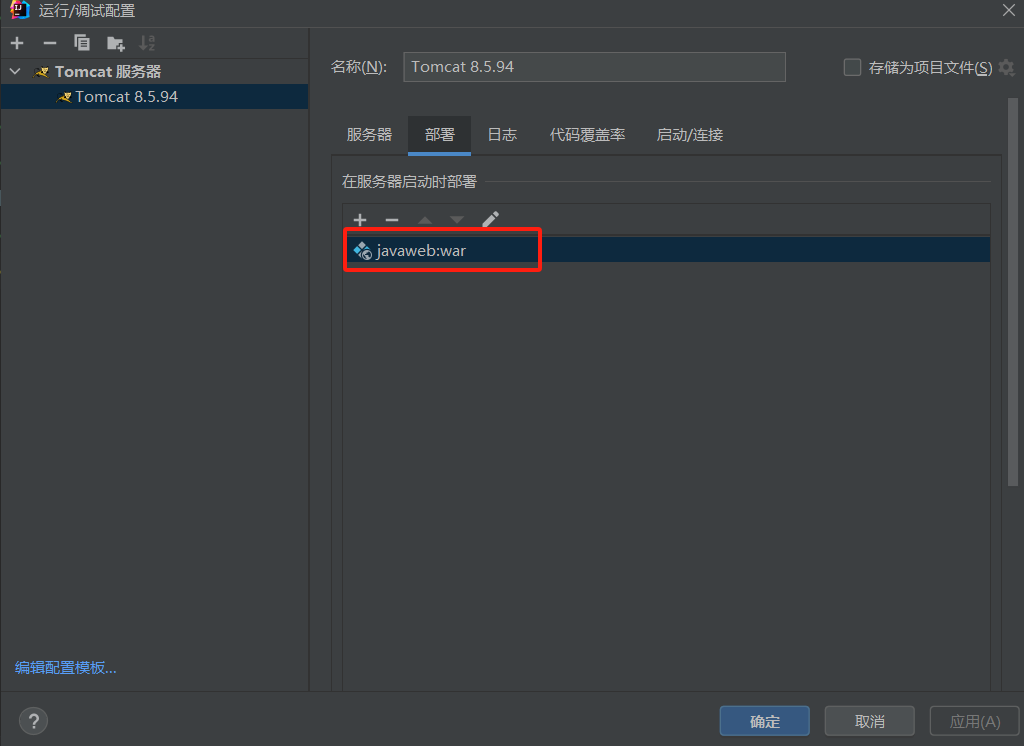 运行/调试配置
Tomcat 服务器
Tomcat 8.5.94
名称(N):
Tomcat 8.5.94
存储为项目文件(S)
服务器
部署
日志
代码覆盖率
启动/连接
在服务器启动时部署
javaweb:war
编辑配置模板...
?
确定
取消
应用(A)